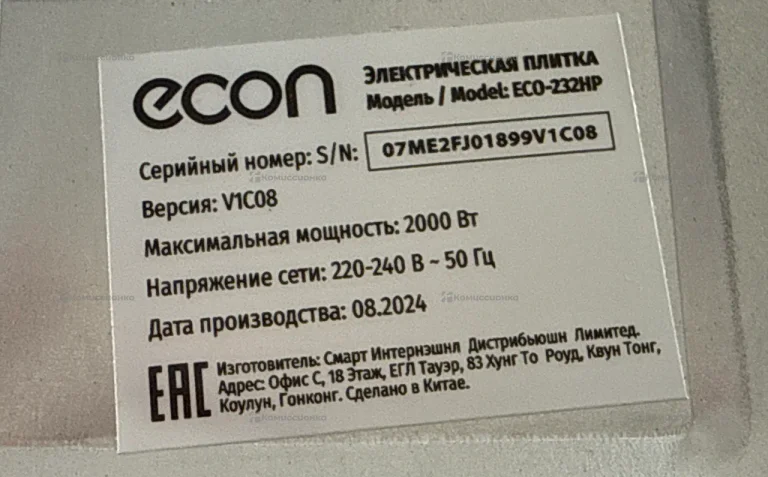 econ
ЭЛЕКТРИЧЕСКАЯ ПЛИТКА
Модель / Model: ECO-232HP
Серийный номер: S/N: 07ME2FJ01899V1C08
Версия: V1C08
Максимальная мощность: 2000 Вт
Напряжение сети: 220-240 В ~ 50 Гц
Дата производства: 08.2024
EAC
Изготовитель: Смарт Интернэшнл Дистрибьюшн Лимитед.
Адрес: Офис С, 18 Этаж, ЕГЛ Тауэр, 83 Хунг То Роуд, Квун Тонг,
Коулун, Гонконг. Сделано в Китае.